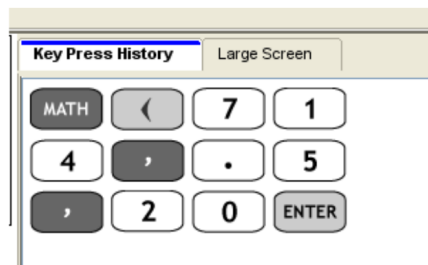 Key Press History Large Screen
MATH 7 1
4 , . 5
, 2 0 ENTER